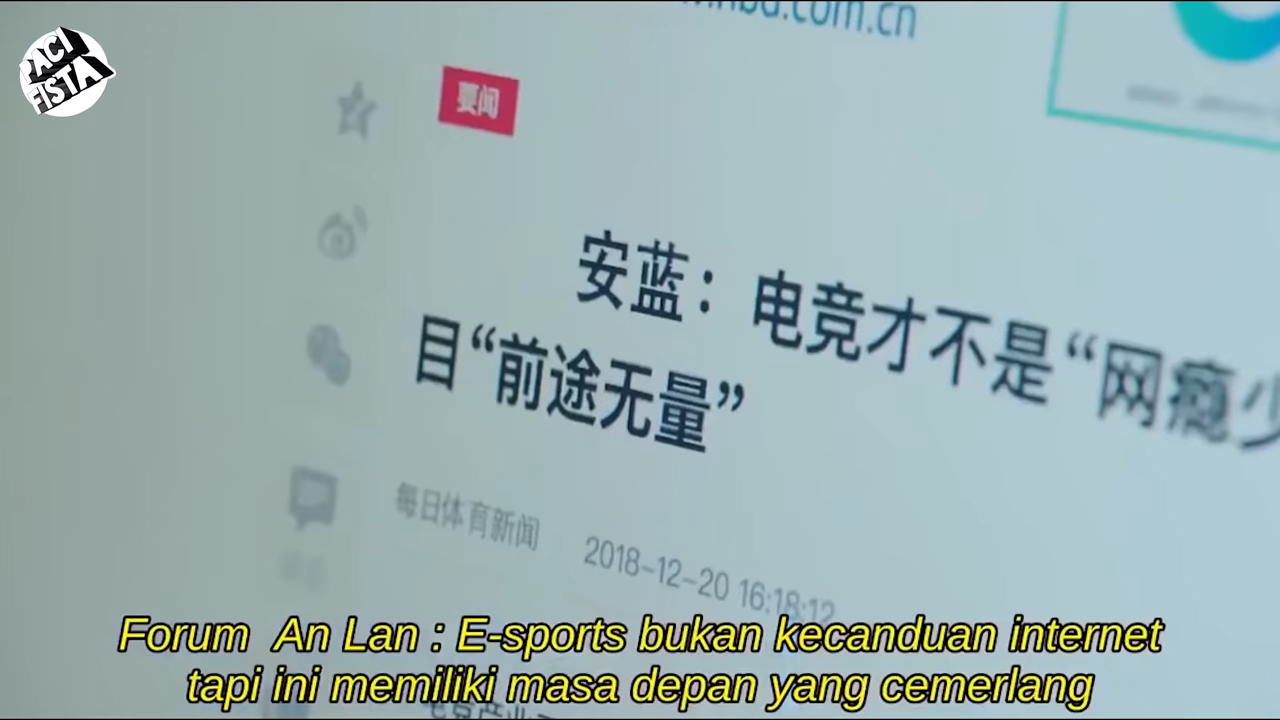 PACI
FISTA
.com.cn
要闻
安蓝：电竞才不是“网瘾少
目“前途无量”
每日体育新闻 2018-12-20 16:18:12
Forum An Lan : E-sports bukan kecanduan internet
tapi ini memiliki masa depan yang cemerlang